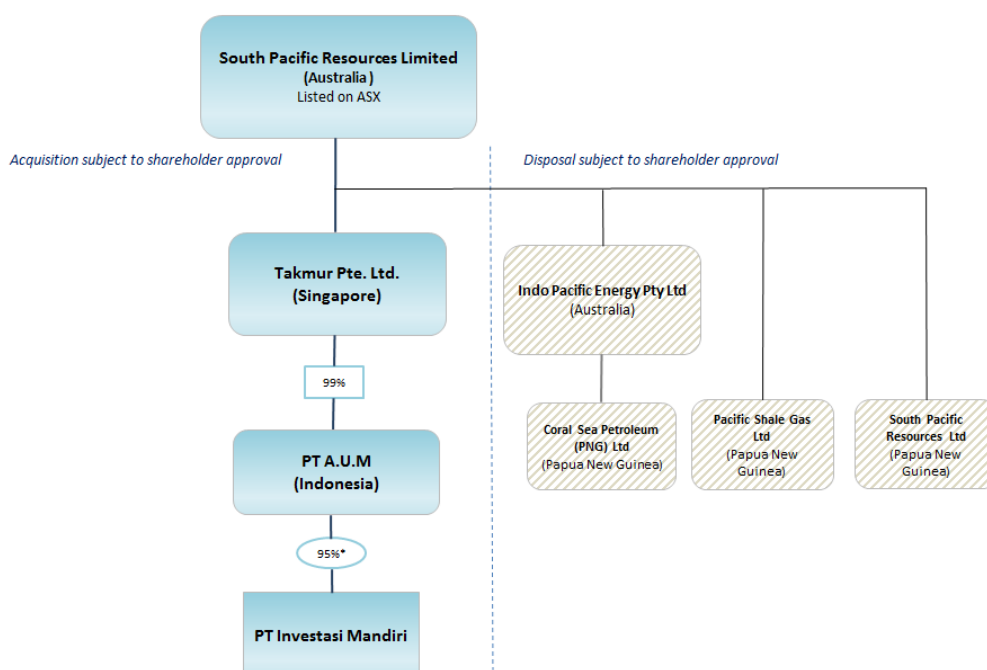 South Pacific Resources Limited
(Australia )
Listed on ASX
Acquisition subject to shareholder approval
Disposal subject to shareholder approval
Takmur Pte. Ltd.
(Singapore)
Indo Pacific Energy Pty Ltd
(Australia)
99%
Coral Sea Petroleum
(PNG) Ltd
(Papua New Guinea)
Pacific Shale Gas
Ltd
(Papua New
Guinea)
South Pacific
Resources Ltd
(Papua New
Guinea)
PT A.U.M
(Indonesia)
95%*
PT Investasi Mandiri